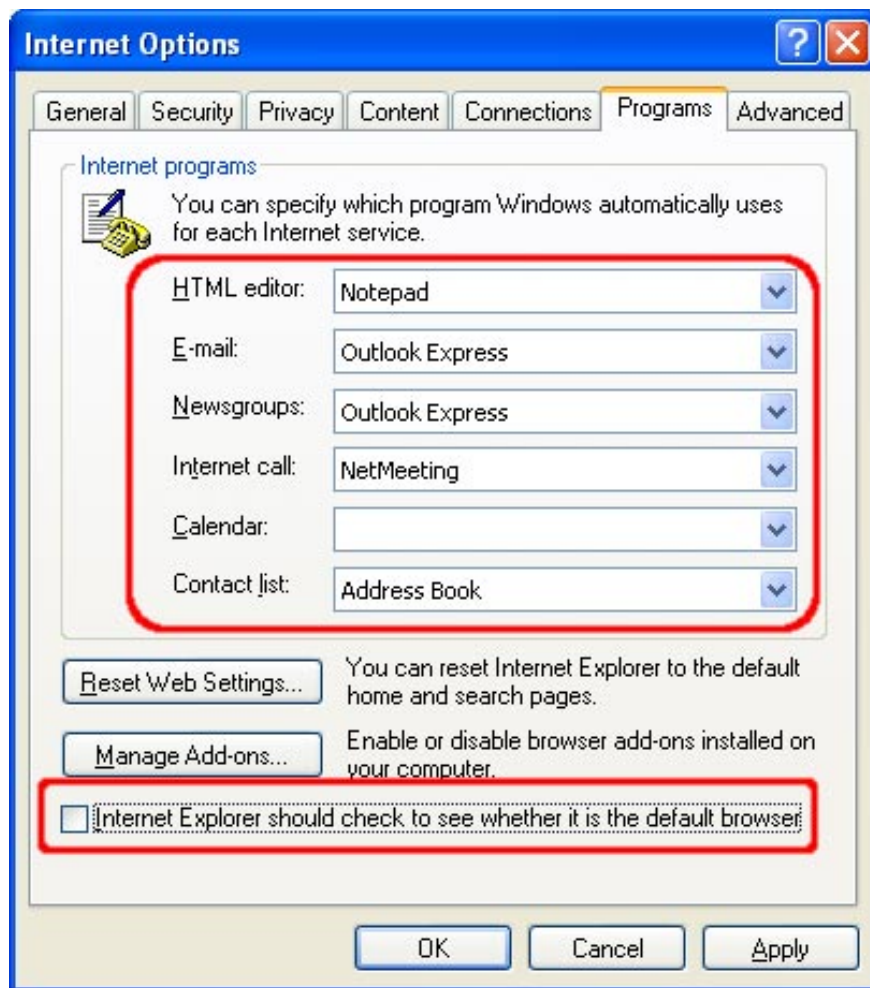 Internet Options
General Security Privacy Content Connections Programs Advanced
Internet programs
You can specify which program Windows automatically uses
for each Internet service.
HTML editor: Notepad
E-mail: Outlook Express
Newsgroups: Outlook Express
Internet call: NetMeeting
Calendar:
Contact list: Address Book
Reset Web Settings... You can reset Internet Explorer to the default
home and search pages.
Manage Add-ons... Enable or disable browser add-ons installed on
your computer.
Internet Explorer should check to see whether it is the default browser
OK Cancel Apply